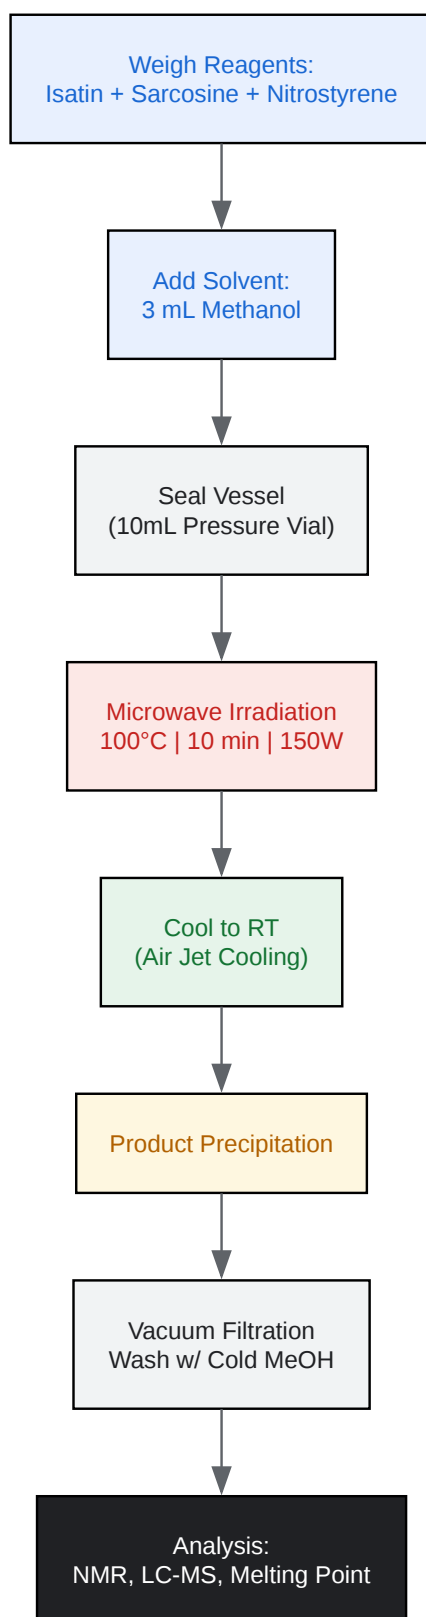 Weigh Reagents:
Isatin + Sarcosine + Nitrostyrene
Add Solvent:
3 mL Methanol
Seal Vessel
(10mL Pressure Vial)
Microwave Irradiation
100°C | 10 min | 150W
Cool to RT
(Air Jet Cooling)
Product Precipitation
Vacuum Filtration
Wash w/ Cold MeOH
Analysis:
NMR, LC-MS, Melting Point